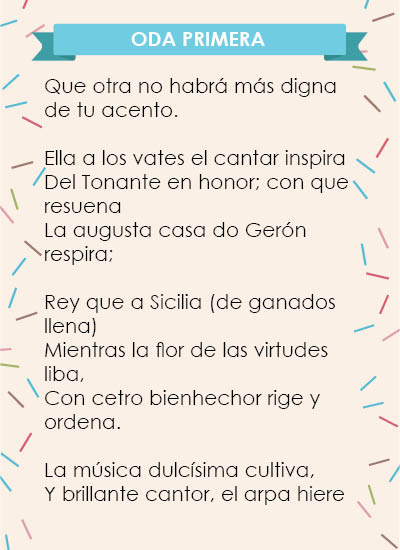 ODA PRIMERA
Que otra no habrá más digna
de tu acento.
Ella a los vates el cantar inspira
Del Tonante en honor; con que
resuena
La augusta casa do Gerón
respira;
Rey que a Sicilia (de ganados
llena)
Mientras la flor de las virtudes
liba,
Con cetro bienhechor rige y
ordena.
La música dulcísima cultiva,
Y brillante cantor, el arpa hiere